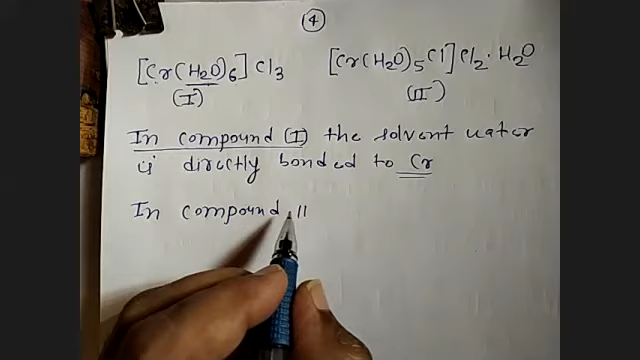 4
[Cr(H2O)6]Cl3 [Cr(H2O)5Cl]Cl2·H2O
(I) (II)
In compound (I) the solvent water
is directly bonded to Cr
In compound II